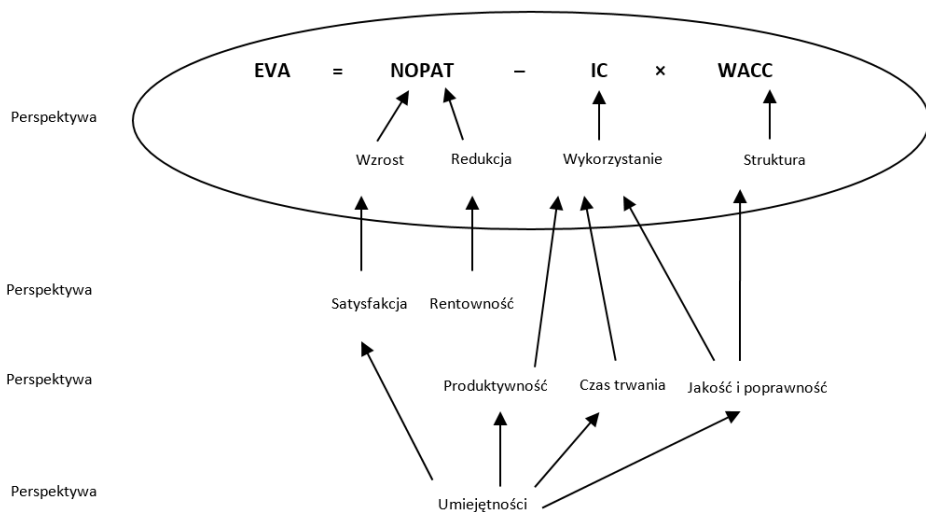 EVA = NOPAT – IC × WACC
Perspektywa
Wzrost Redukcja Wykorzystanie Struktura
Perspektywa
Satysfakcja Rentowność
Perspektywa
Produktywność Czas trwania Jakość i poprawność
Perspektywa
Umiejętności